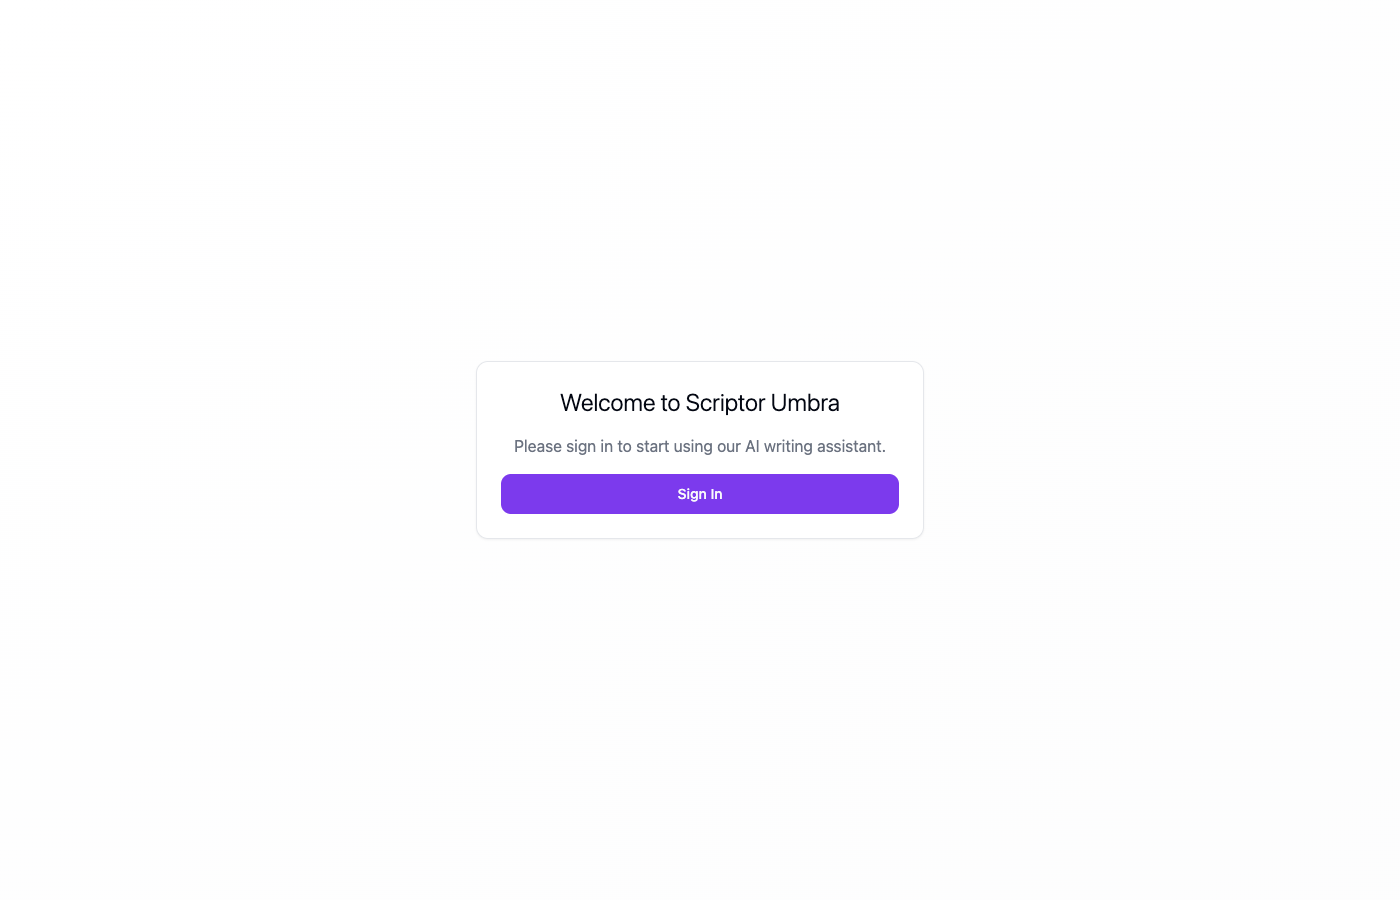 Welcome to Scriptor Umbra
Please sign in to start using our AI writing assistant.
Sign In